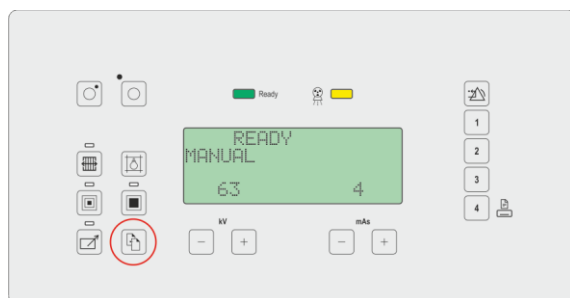 Ready
READY
MANUAL
63 4
kV mAs
- + - +
1
2
3
4